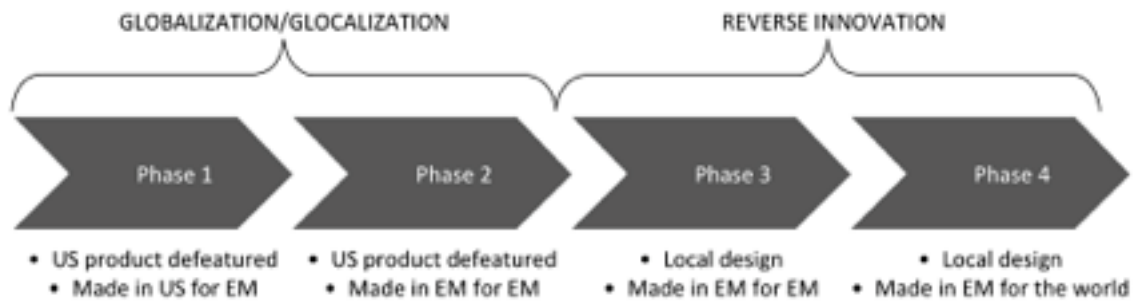 GLOBALIZATION/GLOCALIZATION
REVERSE INNOVATION
Phase 1
Phase 2
Phase 3
Phase 4
• US product defeatured
• Made in US for EM
• US product defeatured
• Made in EM for EM
• Local design
• Made in EM for EM
• Local design
• Made in EM for the world